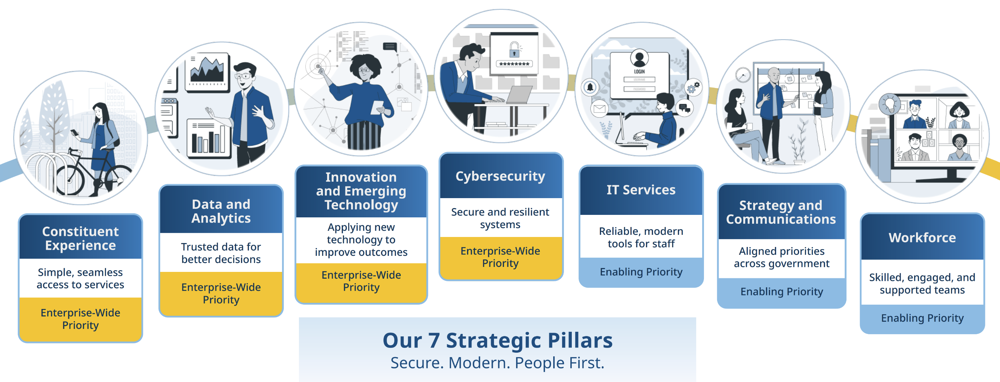 ********
LOGIN
USERNAME
PASSWORD
Constituent
Experience
Simple, seamless
access to services
Enterprise-Wide
Priority
Data and
Analytics
Trusted data for
better decisions
Enterprise-Wide
Priority
Innovation
and Emerging
Technology
Applying new
technology to
improve outcomes
Enterprise-Wide
Priority
Cybersecurity
Secure and resilient
systems
Enterprise-Wide
Priority
IT Services
Reliable, modern
tools for staff
Enabling Priority
Strategy and
Communications
Aligned priorities
across government
Enabling Priority
Workforce
Skilled, engaged, and
supported teams
Enabling Priority
Our 7 Strategic Pillars
Secure. Modern. People First.